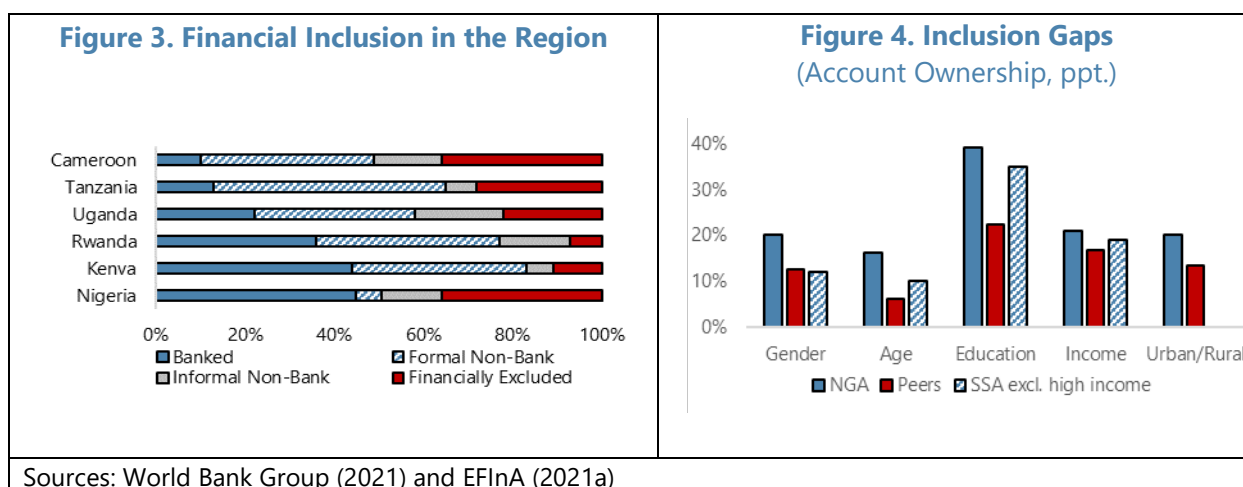 Figure 3. Financial Inclusion in the Region
Cameroon
Tanzania
Uganda
Rwanda
Kenva
Nigeria
0% 20% 40% 60% 80% 100%
Banked Formal Non-Bank
Informal Non-Bank Financially Excluded
Figure 4. Inclusion Gaps
(Account Ownership, ppt.)
40%
30%
20%
10%
0%
Gender Age Education Income Urban/Rural
NGA Peers SSA excl. high income
Sources: World Bank Group (2021) and EFInA (2021a)